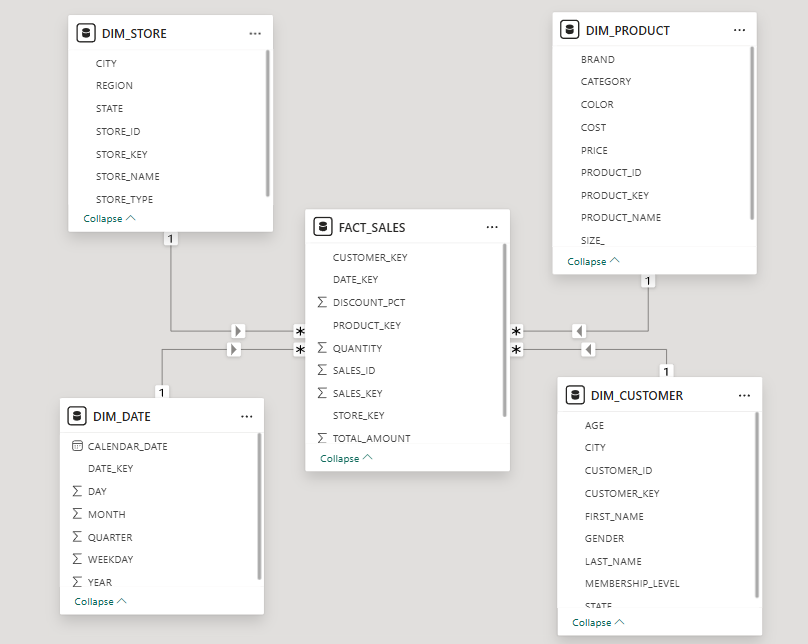 DIM_STORE
CITY
REGION
STATE
STORE_ID
STORE_KEY
STORE_NAME
STORE_TYPE
Collapse
1
DIM_PRODUCT
BRAND
CATEGORY
COLOR
COST
PRICE
PRODUCT_ID
PRODUCT_KEY
PRODUCT_NAME
SIZE_
Collapse
1
FACT_SALES
CUSTOMER_KEY
DATE_KEY
∑ DISCOUNT_PCT
PRODUCT_KEY
∑ QUANTITY
∑ SALES_ID
∑ SALES_KEY
STORE_KEY
∑ TOTAL_AMOUNT
Collapse
*
*
*
*
1
DIM_DATE
CALENDAR_DATE
DATE_KEY
∑ DAY
∑ MONTH
∑ QUARTER
∑ WEEKDAY
∑ YEAR
Collapse
1
DIM_CUSTOMER
AGE
CITY
CUSTOMER_ID
CUSTOMER_KEY
FIRST_NAME
GENDER
LAST_NAME
MEMBERSHIP_LEVEL
STATE
Collapse